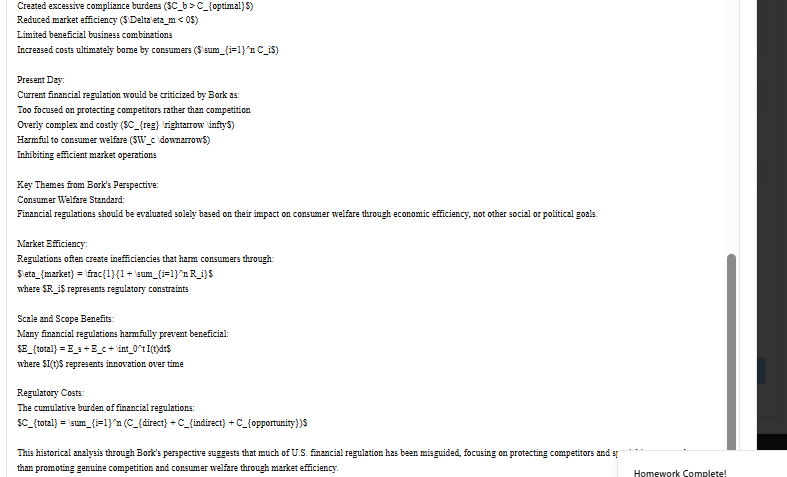 Created excessive compliance burdens ($C_b > C_{optimal}$)
Reduced market efficiency ($\Delta\eta_m < 0$)
Limited beneficial business combinations
Increased costs ultimately borne by consumers ($\sum_{i=1}^n C_i$)
Present Day:
Current financial regulation would be criticized by Bork as:
Too focused on protecting competitors rather than competition
Overly complex and costly ($C_{reg} \rightarrow \infty$)
Harmful to consumer welfare ($W_c \downarrow$)
Inhibiting efficient market operations
Key Themes from Bork's Perspective:
Consumer Welfare Standard:
Financial regulations should be evaluated solely based on their impact on consumer welfare through economic efficiency, not other social or political goals.
Market Efficiency:
Regulations often create inefficiencies that harm consumers through:
$\eta_{market} = \frac{1}{1 + \sum_{i=1}^n R_i}$
where $R_i$ represents regulatory constraints
Scale and Scope Benefits:
Many financial regulations harmfully prevent beneficial:
$E_{total} = E_s + E_c + \int_0^t I(t)dt$
where $I(t)$ represents innovation over time
Regulatory Costs:
The cumulative burden of financial regulations:
$C_{total} = \sum_{i=1}^n (C_{direct} + C_{indirect} + C_{opportunity})$
This historical analysis through Bork's perspective suggests that much of U.S. financial regulation has been misguided, focusing on protecting competitors and
than promoting genuine competition and consumer welfare through market efficiency.
Homework Complete!